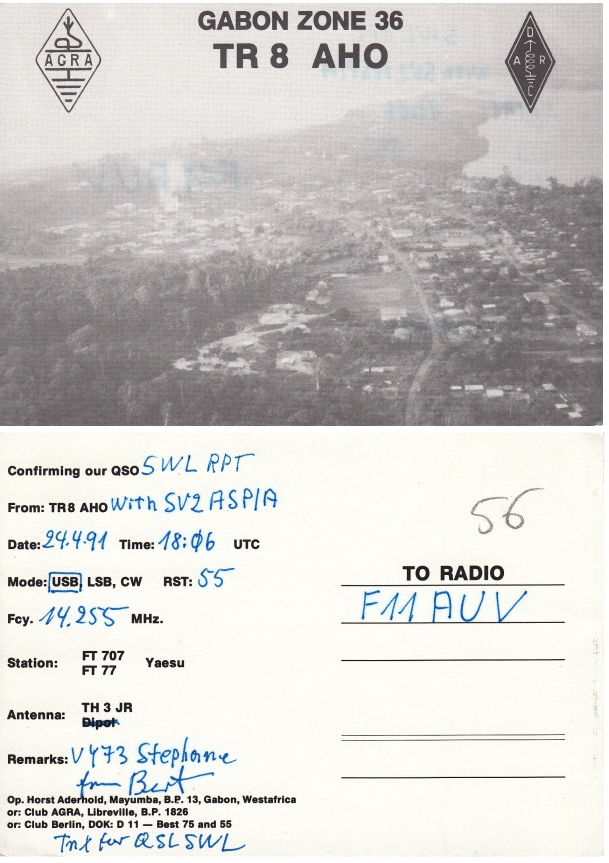 GABON ZONE 36
TR 8 AHO
AGRA
DARC
Confirming our QSO SWL RPT
From: TR8 AHO With SV2 ASP/A
Date: 24.4.91 Time: 18:06 UTC
Mode: USB, LSB, CW RST: 55
Fcy. 14.255 MHz.
Station: FT 707
FT 77 Yaesu
Antenna: TH 3 JR
Dipol
Remarks: V473 Stephane
from Bert
Op. Horst Aderhold, Mayumba, B.P. 13, Gabon, Westafrica
or: Club AGRA, Libreville, B.P. 1826
or: Club Berlin, DOK: D 11 — Best 75 and 55
Tnx for QSL SWL
56
TO RADIO
F11AUV